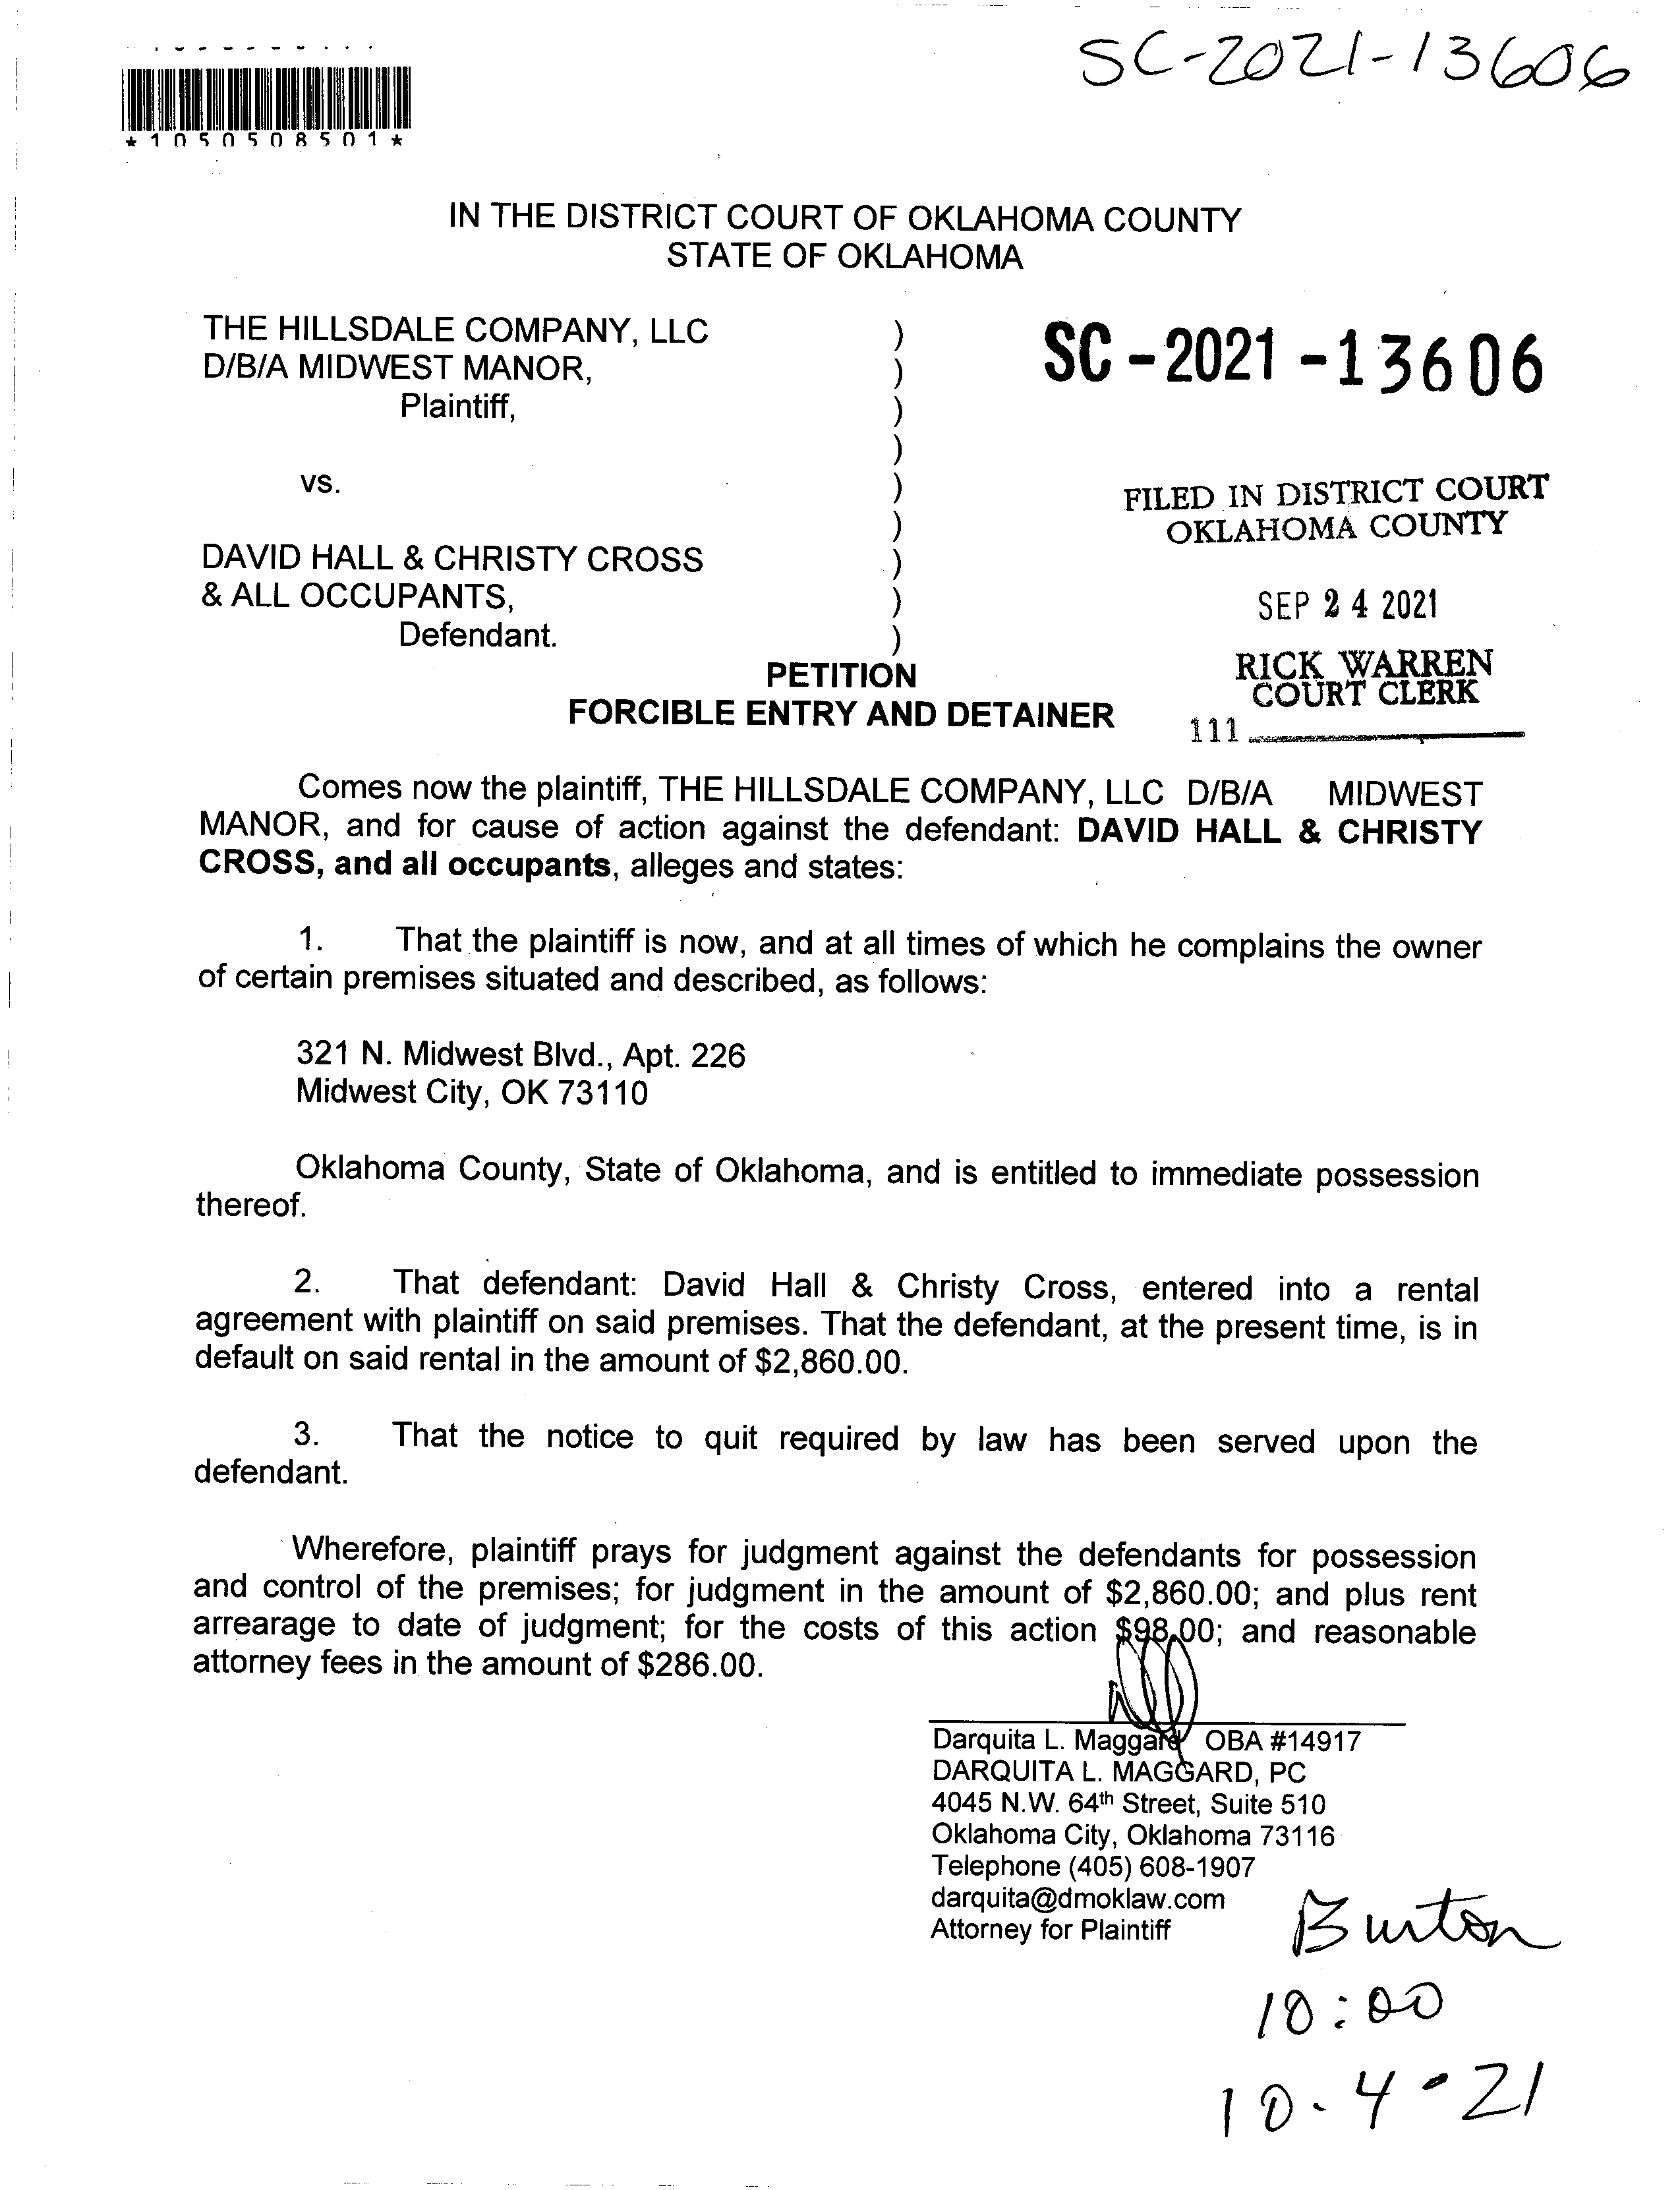 SC-2021-13606
*1050508501*
IN THE DISTRICT COURT OF OKLAHOMA COUNTY
STATE OF OKLAHOMA
THE HILLSDALE COMPANY, LLC )
D/B/A MIDWEST MANOR, )
Plaintiff, )
)
vs. )
)
DAVID HALL & CHRISTY CROSS )
& ALL OCCUPANTS, )
Defendant. )
SC-2021-13606
FILED IN DISTRICT COURT
OKLAHOMA COUNTY
SEP 24 2021
RICK WARREN
COURT CLERK
111
PETITION
FORCIBLE ENTRY AND DETAINER
Comes now the plaintiff, THE HILLSDALE COMPANY, LLC D/B/A MIDWEST
MANOR, and for cause of action against the defendant: DAVID HALL & CHRISTY
CROSS, and all occupants, alleges and states:
1. That the plaintiff is now, and at all times of which he complains the owner
of certain premises situated and described, as follows:
321 N. Midwest Blvd., Apt. 226
Midwest City, OK 73110
Oklahoma County, State of Oklahoma, and is entitled to immediate possession
thereof.
2. That defendant: David Hall & Christy Cross, entered into a rental
agreement with plaintiff on said premises. That the defendant, at the present time, is in
default on said rental in the amount of $2,860.00.
3. That the notice to quit required by law has been served upon the
defendant.
Wherefore, plaintiff prays for judgment against the defendants for possession
and control of the premises; for judgment in the amount of $2,860.00; and plus rent
arrearage to date of judgment; for the costs of this action $98.00; and reasonable
attorney fees in the amount of $286.00.
Darquita L. Maggard OBA #14917
DARQUITA L. MAGGARD, PC
4045 N.W. 64th Street, Suite 510
Oklahoma City, Oklahoma 73116
Telephone (405) 608-1907
darquita@dmoklaw.com
Attorney for Plaintiff
Burton
10:00
10-4-21